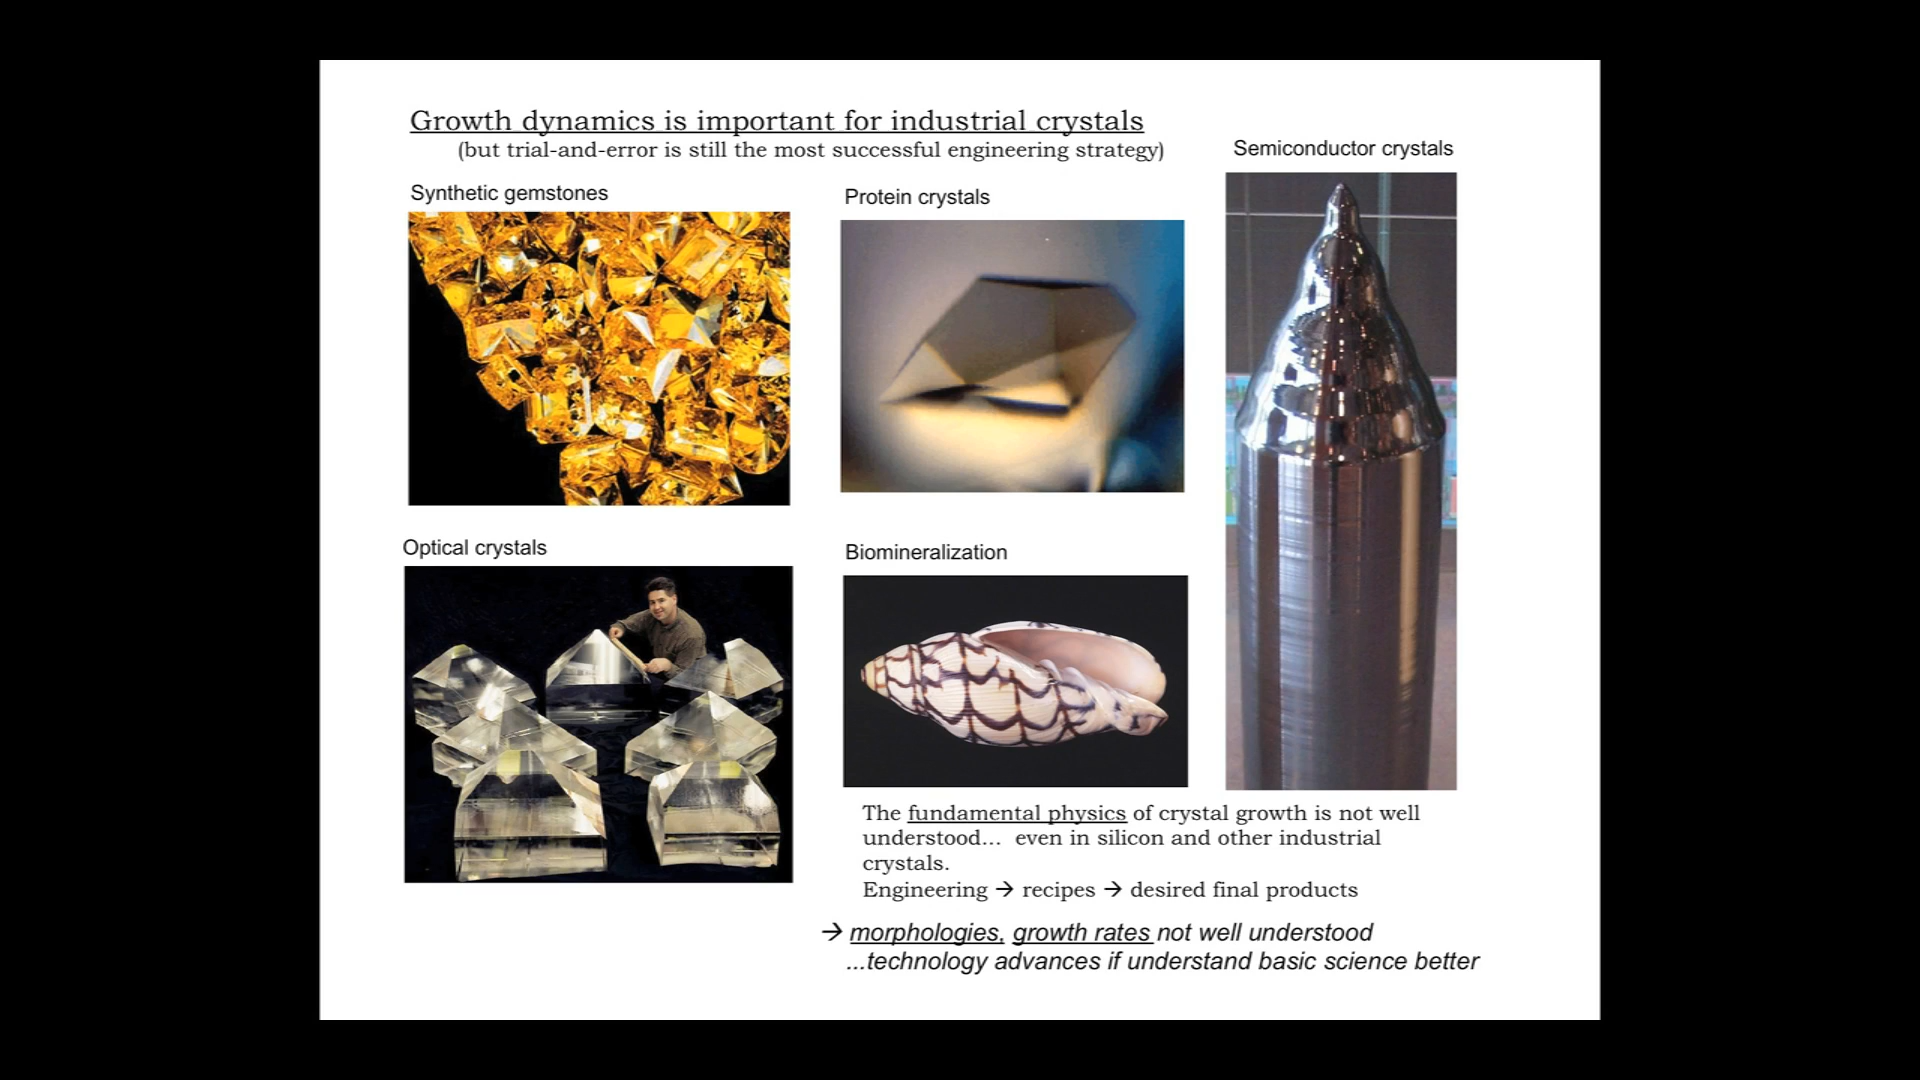 Growth dynamics is important for industrial crystals
(but trial-and-error is still the most successful engineering strategy)
Semiconductor crystals
Synthetic gemstones
Protein crystals
Optical crystals
Biomineralization
The fundamental physics of crystal growth is not well
understood... even in silicon and other industrial
crystals.
Engineering → recipes → desired final products
→ morphologies, growth rates not well understood
...technology advances if understand basic science better